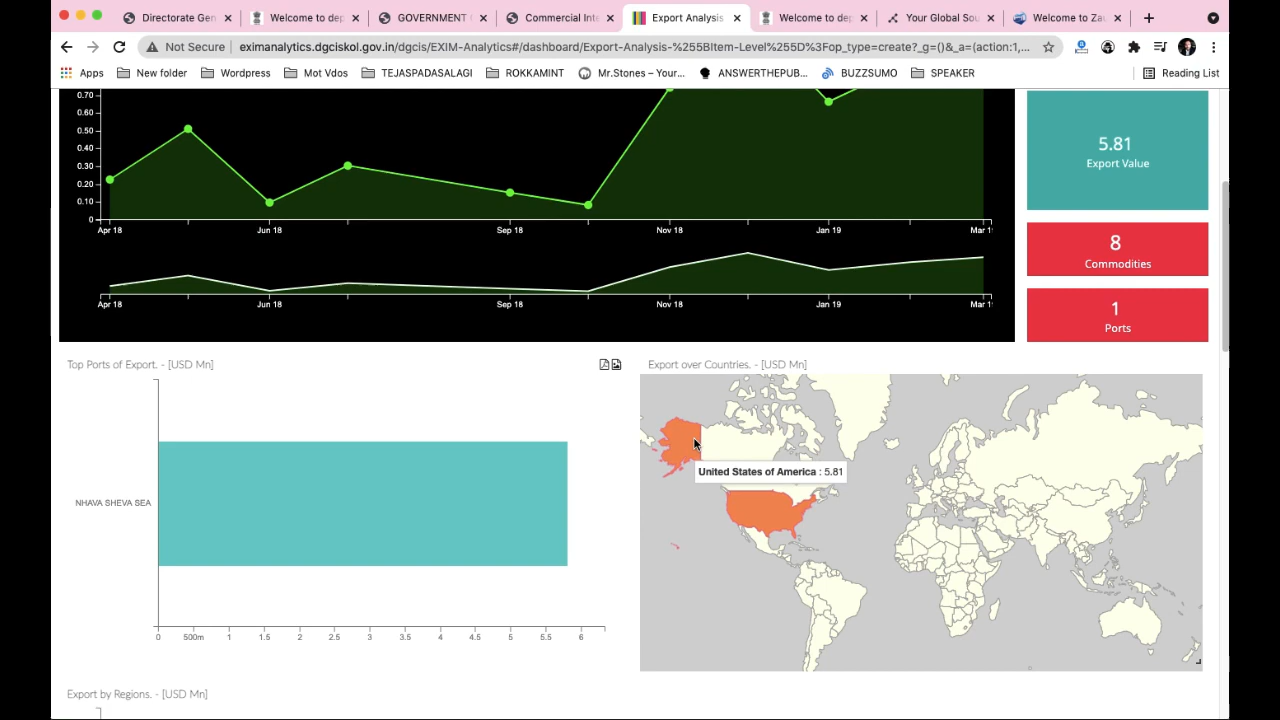 Directorate Gen
Welcome to dep
GOVERNMENT
Commercial Int
Export Analysis
Welcome to dep
Your Global Sou
Welcome to Zau
Not Secure
eximanalytics.dgciskol.gov.in/dgcis/EXIM-Analytics#/dashboard/Export-Analysis-%255BItem-Level%255D%3Fop_type=create?_g=()&_a=(action:1,...
Apps
New folder
Wordpress
Mot Vdos
TEJASPADASALAGI
ROKKAMINT
Mr.Stones – Your...
ANSWERTHEPUB...
BUZZSUMO
SPEAKER
Reading List
0.70
0.60
0.50
0.40
0.30
0.20
0.10
0
Apr 18 Jun 18 Sep 18 Nov 18 Jan 19 Mar 1
Apr 18 Jun 18 Sep 18 Nov 18 Jan 19 Mar 1
5.81
Export Value
8
Commodities
1
Ports
Top Ports of Export. - [USD Mn]
NHAVA SHEVA SEA
0 500m 1 1.5 2 2.5 3 3.5 4 4.5 5 5.5 6
Export over Countries. - [USD Mn]
United States of America : 5.81
Export by Regions. - [USD Mn]